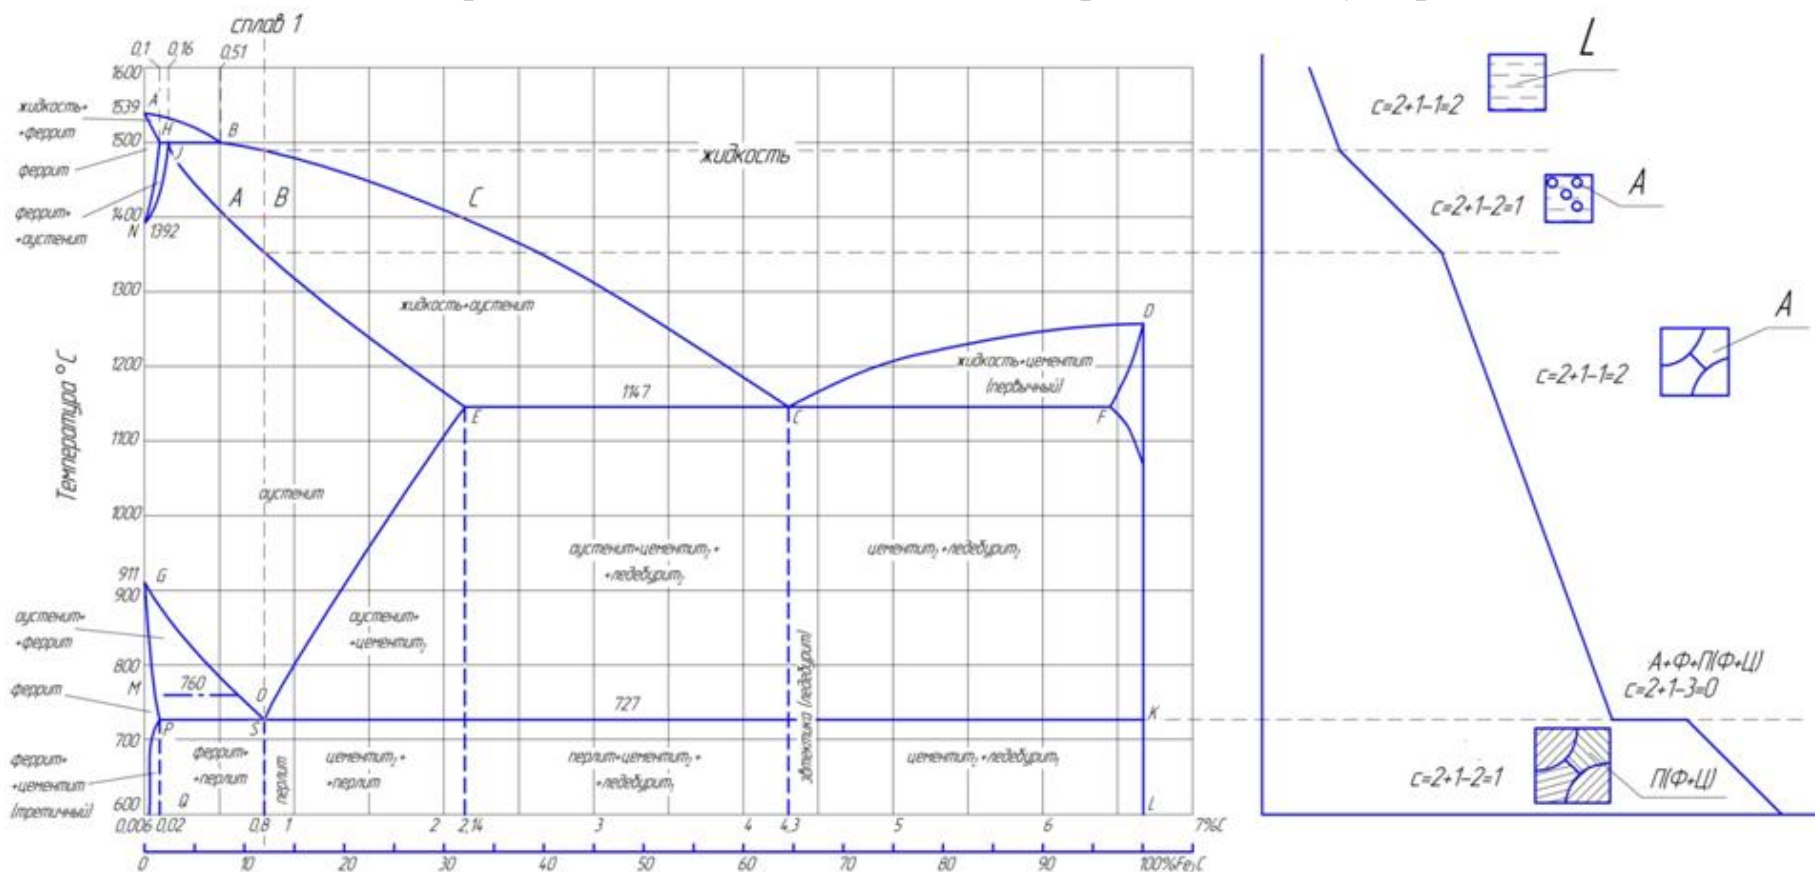 сплав 1
0,1 0,16 0,51
1600
1539
1500
1400
N 1392
1300
1200
1100
1000
911
900
800
700
600
Температура °C
жидкость+
+феррит
феррит
феррит+
+аустенит
аустенит+
+феррит
феррит
феррит+
+цементит
(третичный)
A
H
J
B
A B C
жидкость
жидкость+аустенит
D
жидкость+цементит
(первичный)
1147
E
C
F
аустенит
G
аустенит+цементит₂+
+ледебурит₂
цементит₁+ледебурит₂
аустенит+
+цементит₂
эвтектика (ледебурит)
M
760
O
727
K
P
S
феррит+
+перлит
перлит
цементит₂+
+перлит
перлит+цементит₂+
+ледебурит₁
цементит₁+ледебурит₁
Q
L
0,006 0,02 0,8 1 2 2,14 3 4 4,3 5 6 7%C
0 10 20 30 40 50 60 70 80 90 100%Fe₃C
L
c=2+1-1=2
A
c=2+1-2=1
A
c=2+1-1=2
А+Ф+П(Ф+Ц)
c=2+1-3=0
c=2+1-2=1
П(Ф+Ц)